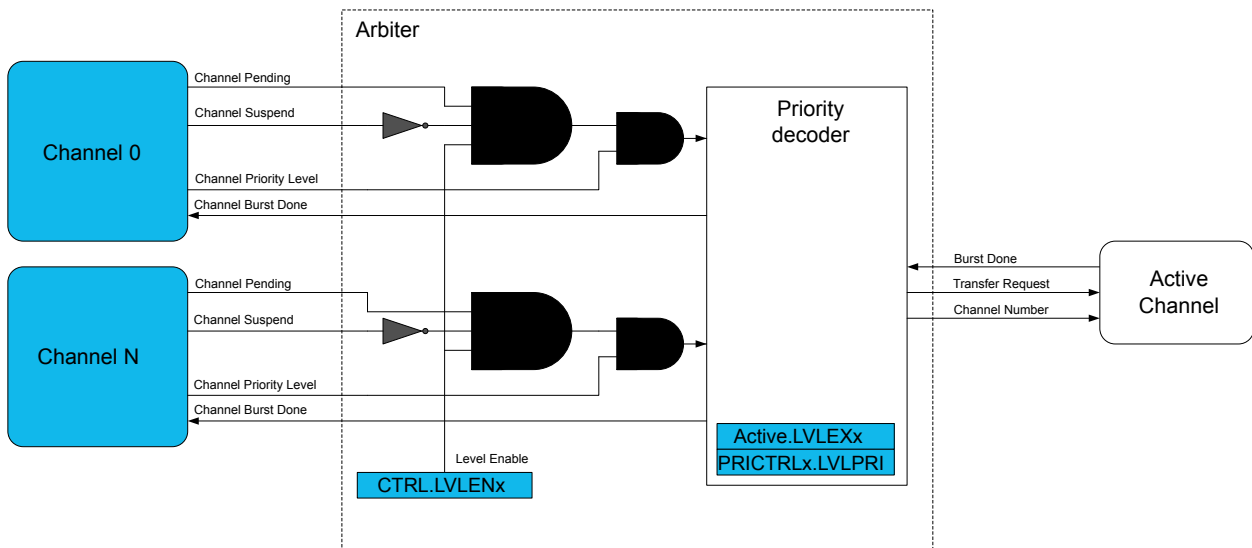 Arbiter
Channel Pending
Channel Suspend
Channel 0
Channel Priority Level
Channel Burst Done
Priority
decoder
Burst Done
Transfer Request
Channel Number
Active
Channel
Channel Pending
Channel Suspend
Channel N
Channel Priority Level
Channel Burst Done
Level Enable
CTRL.LVLENx
Active.LVLEXx
PRICTRLx.LVLPRI